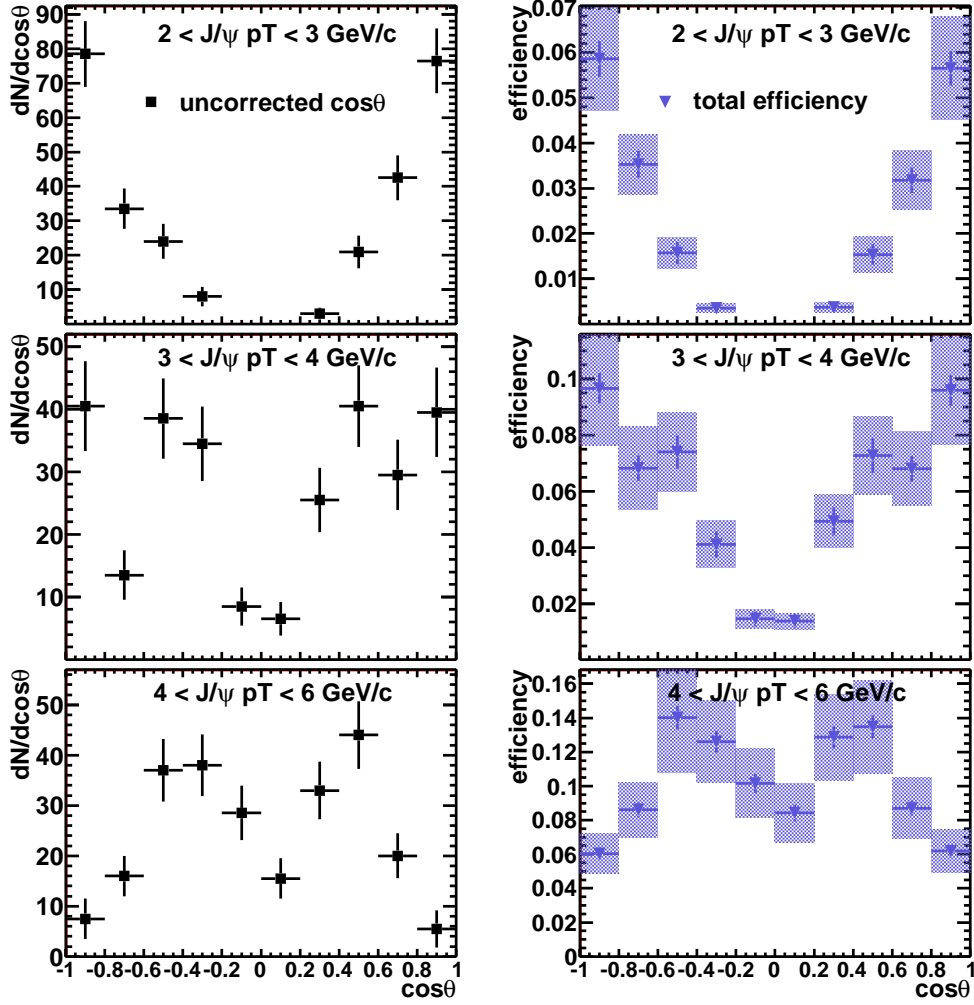 2 < J/ψ pT < 3 GeV/c
uncorrected cosθ
dN/dcosθ
90
80
70
60
50
40
30
20
10
2 < J/ψ pT < 3 GeV/c
total efficiency
efficiency
0.07
0.06
0.05
0.04
0.03
0.02
0.01
3 < J/ψ pT < 4 GeV/c
dN/dcosθ
50
40
30
20
10
3 < J/ψ pT < 4 GeV/c
efficiency
0.1
0.08
0.06
0.04
0.02
4 < J/ψ pT < 6 GeV/c
dN/dcosθ
50
40
30
20
10
0
-1 -0.8 -0.6 -0.4 -0.2 0 0.2 0.4 0.6 0.8 1
cosθ
4 < J/ψ pT < 6 GeV/c
efficiency
0.16
0.14
0.12
0.1
0.08
0.06
0.04
0.02
0
-1 -0.8 -0.6 -0.4 -0.2 0 0.2 0.4 0.6 0.8 1
cosθ